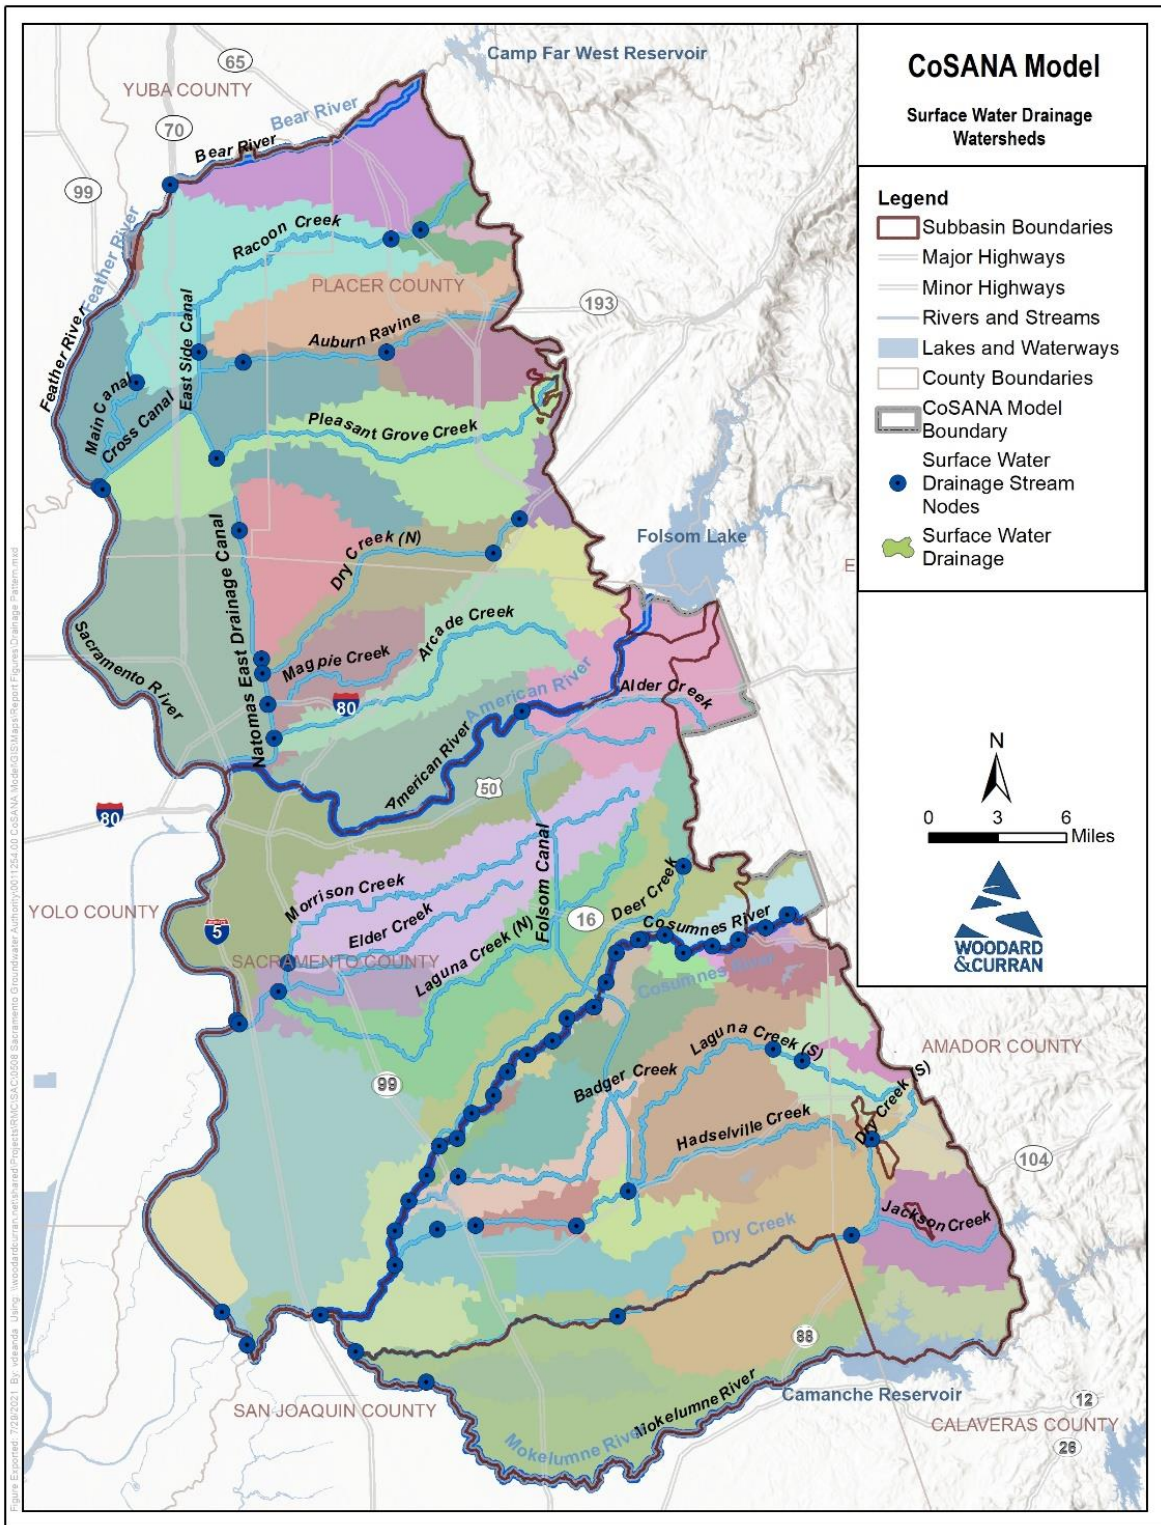 CoSANA Model
Surface Water Drainage
Watersheds
Legend
Subbasin Boundaries
Major Highways
Minor Highways
Rivers and Streams
Lakes and Waterways
County Boundaries
CoSANA Model
Boundary
Surface Water
Drainage Stream
Nodes
Surface Water
Drainage
N
0 3 6
Miles
WOODARD
&CURRAN
Camp Far West Reservoir
65
YUBA COUNTY
Bear River
70
Bear River
99
Feather River
Racoon Creek
PLACER COUNTY
193
Feather River
East Side Canal
Auburn Ravine
Main Canal
Cross Canal
Pleasant Grove Creek
Folsom Lake
E
Dry Creek (N)
Natomas East Drainage Canal
Sacramento River
Arcade Creek
Magpie Creek
80
American River
Alder Creek
American River
50
80
Folsom Canal
Morrison Creek
Deer Creek
YOLO COUNTY
5
Elder Creek
16
Cosumnes River
SACRAMENTO COUNTY
Laguna Creek (N)
Cosumnes River
Laguna Creek (S)
AMADOR COUNTY
99
Badger Creek
Dry Creek (S)
Hadselville Creek
104
Jackson Creek
Dry Creek
88
Camanche Reservoir
SAN JOAQUIN COUNTY
Mokelumne River
Mokelumne River
12
CALAVERAS COUNTY
26